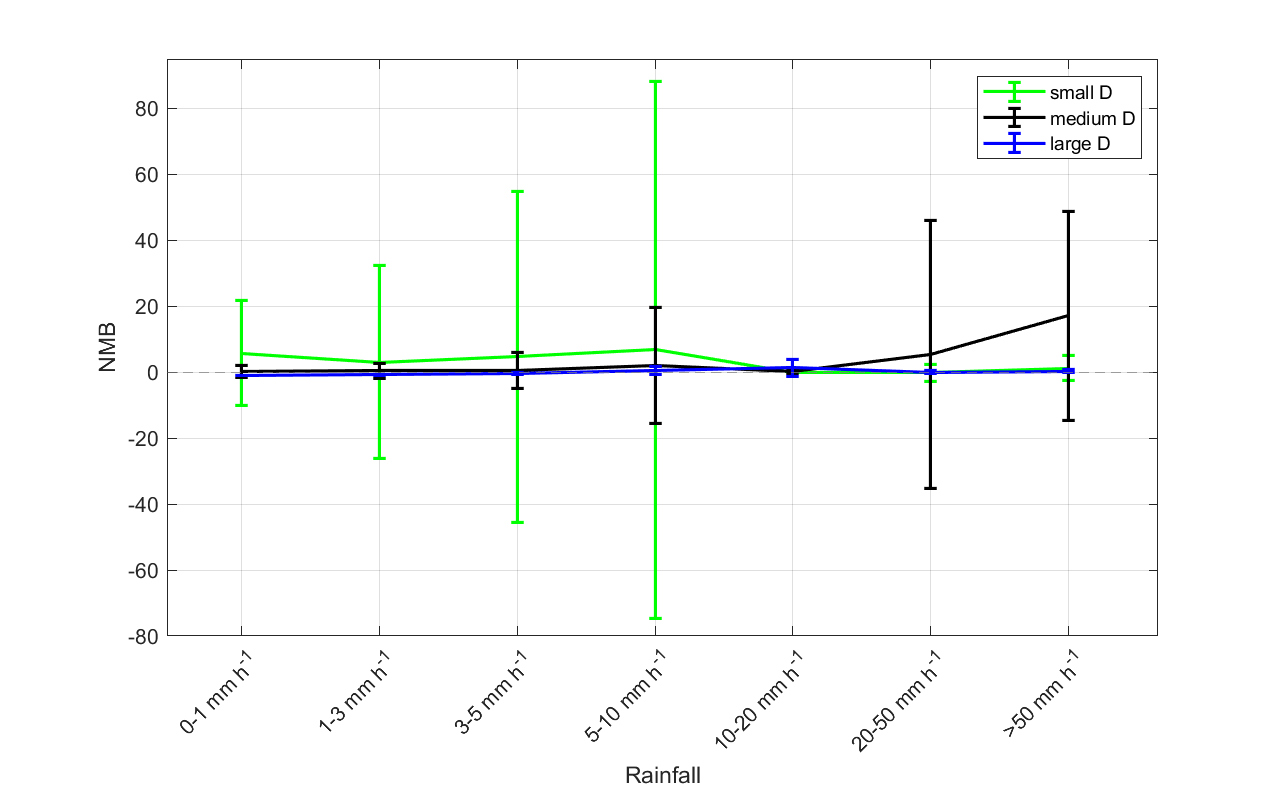 small D
medium D
large D
NMB
80
60
40
20
0
-20
-40
-60
-80
0-1 mm h⁻¹
1-3 mm h⁻¹
3-5 mm h⁻¹
5-10 mm h⁻¹
10-20 mm h⁻¹
20-50 mm h⁻¹
>50 mm h⁻¹
Rainfall